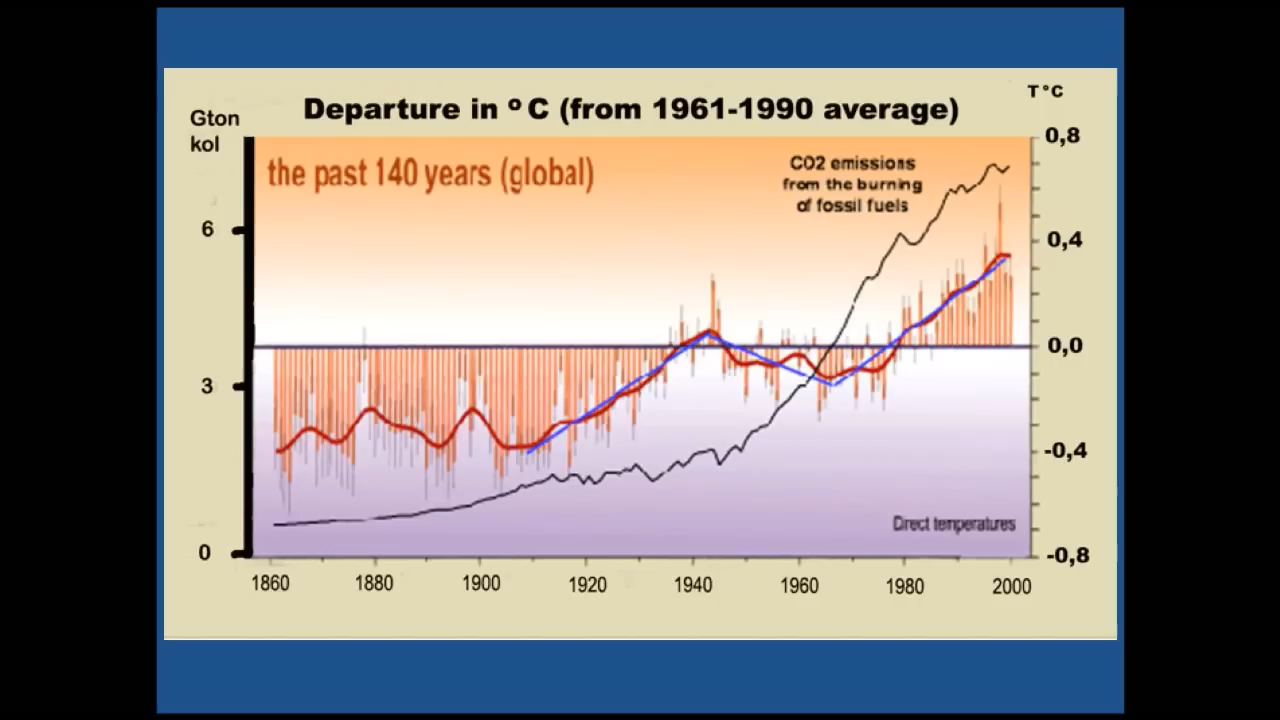 Departure in °C (from 1961-1990 average)
T°C
Gton
kol
the past 140 years (global)
CO2 emissions
from the burning
of fossil fuels
0,8
6
0,4
0,0
3
-0,4
Direct temperatures
0
-0,8
1860 1880 1900 1920 1940 1960 1980 2000